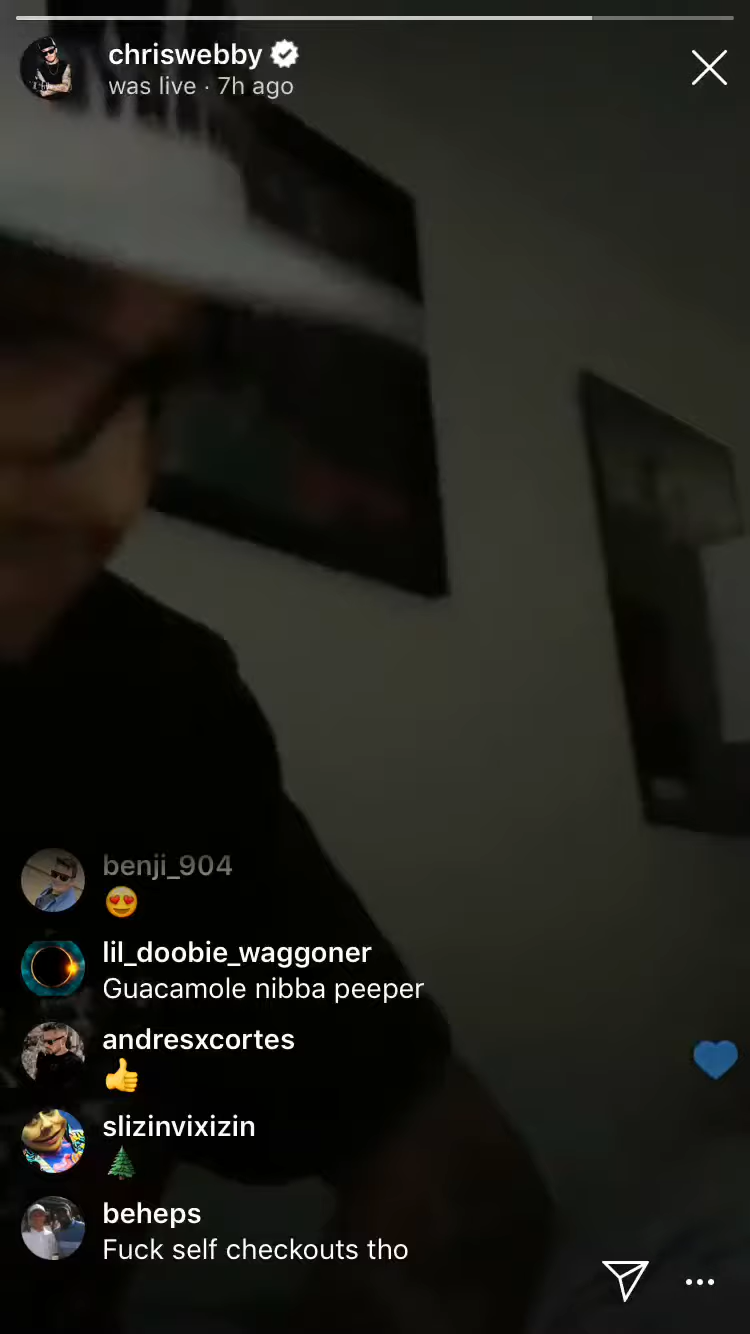 chriswebby
was live · 7h ago
benji_904
😍
lil_doobie_waggoner
Guacamole nibba peeper
andresxcortes
👍
slizinvixizin
🌲
beheps
Fuck self checkouts tho